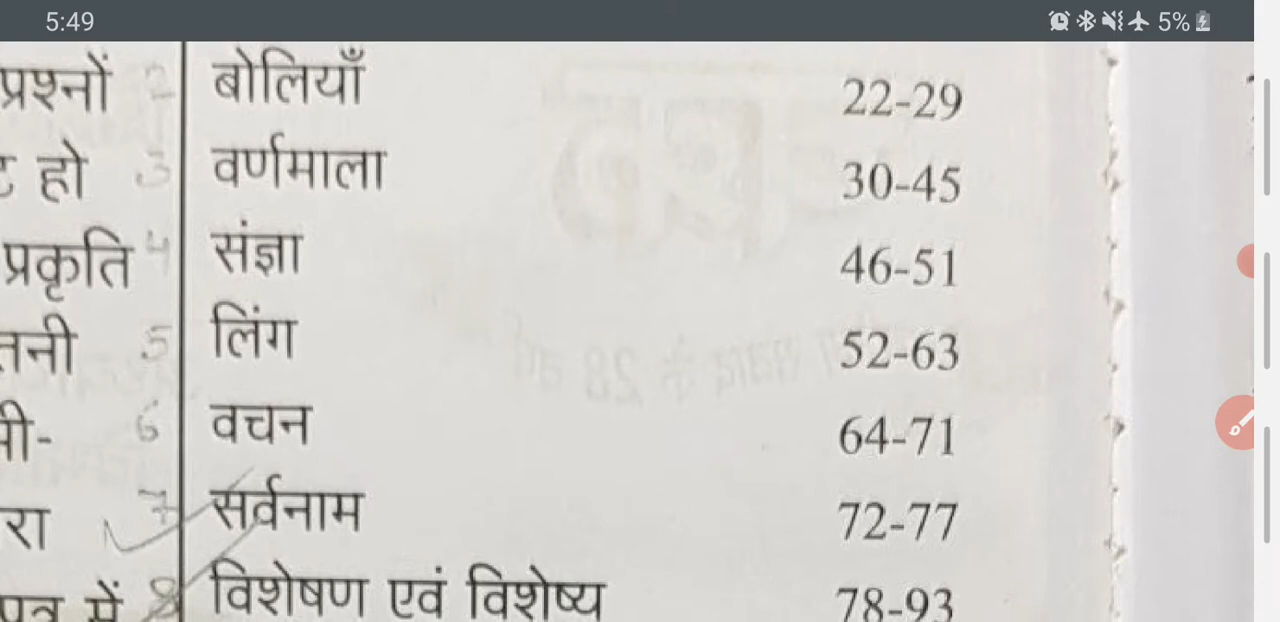 5:49 5%
प्रश्नों 2 बोलियाँ 22-29
हो 3 वर्णमाला 30-45
प्रकृति 4 संज्ञा 46-51
तनी 5 लिंग 52-63
6 वचन 64-71
रा 7 सर्वनाम 72-77
में 8 विशेषण एवं विशेष्य 78-93